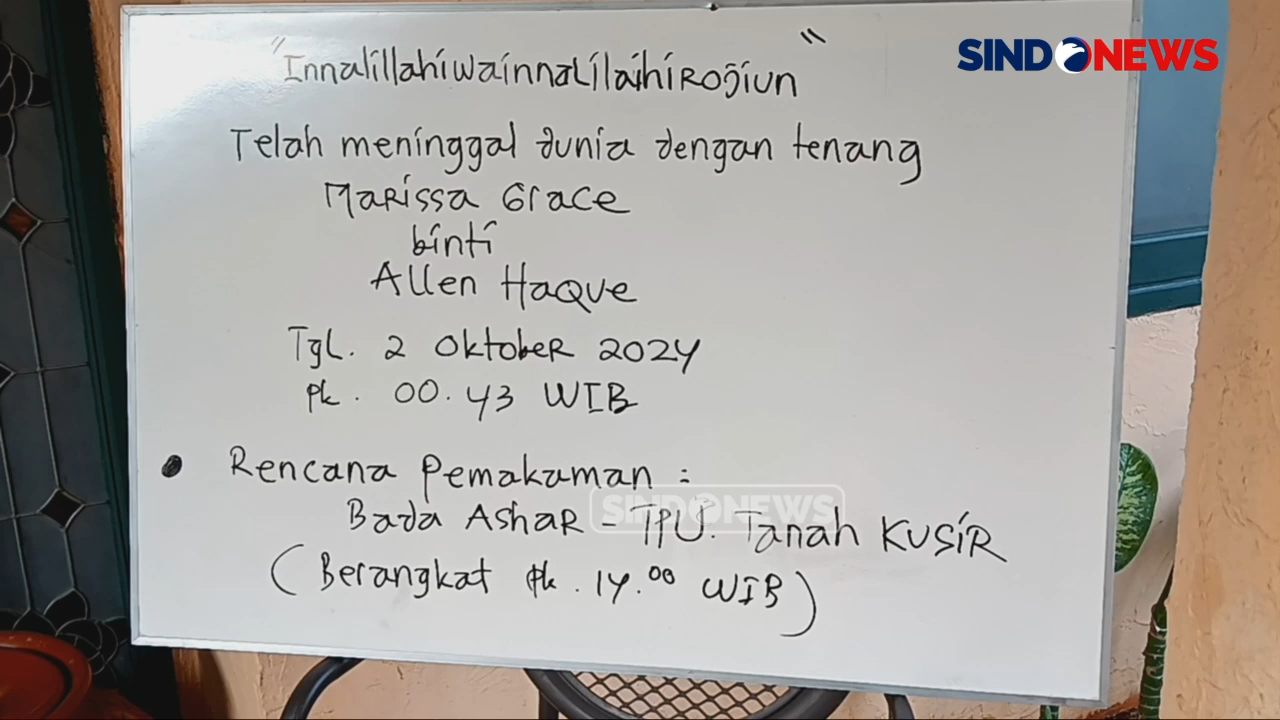 SINDONEWS
"Innalillahiwainnalilaihirojiun"
Telah meninggal dunia dengan tenang
Marissa Grace
binti
Allen Haque
Tgl. 2 Oktober 2024
pk. 00.43 WIB
• Rencana Pemakaman :
Bada Ashar - TPU. Tanah Kusir
SINDONEWS
(Berangkat pk. 14.00 WIB)